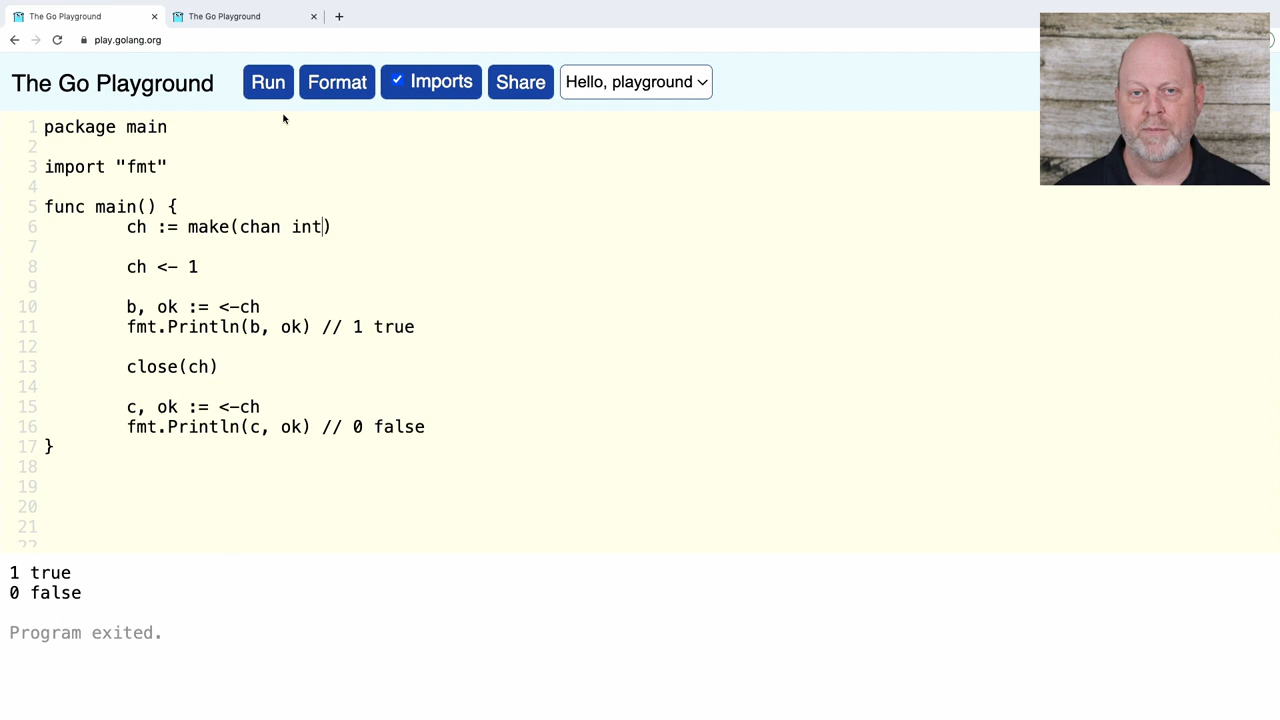 The Go Playground
The Go Playground
play.golang.org
The Go Playground Run Format Imports Share Hello, playground
1 package main
2
3 import "fmt"
4
5 func main() {
6 ch := make(chan int)
7
8 ch <- 1
9
10 b, ok := <-ch
11 fmt.Println(b, ok) // 1 true
12
13 close(ch)
14
15 c, ok := <-ch
16 fmt.Println(c, ok) // 0 false
17 }
18
19
20
21
22
1 true
0 false
Program exited.